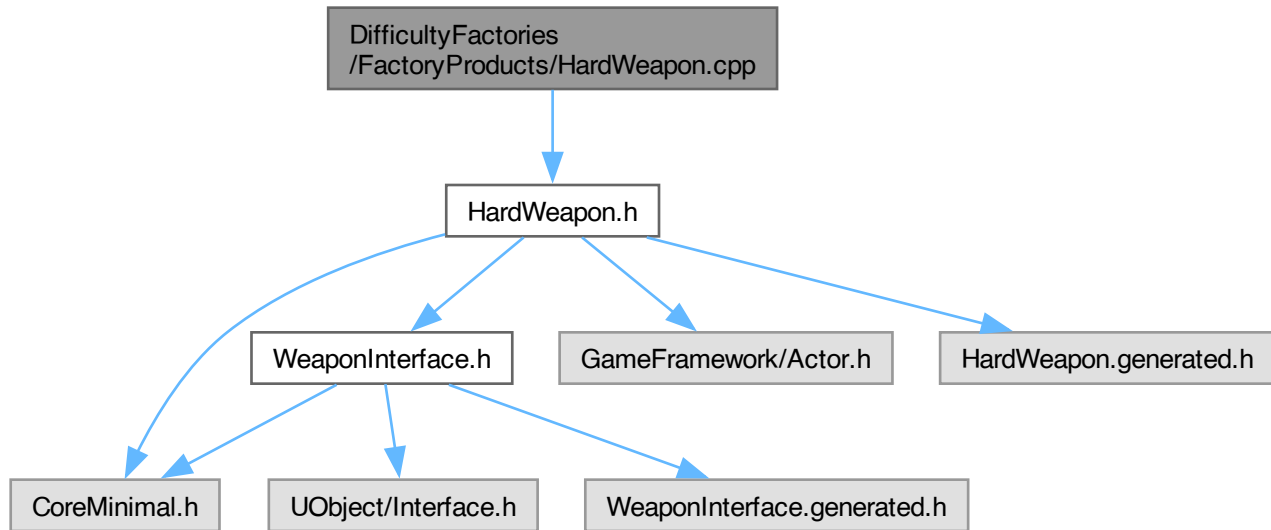 DifficultyFactories
/FactoryProducts/HardWeapon.cpp
HardWeapon.h
WeaponInterface.h
GameFramework/Actor.h
HardWeapon.generated.h
CoreMinimal.h
UObject/Interface.h
WeaponInterface.generated.h